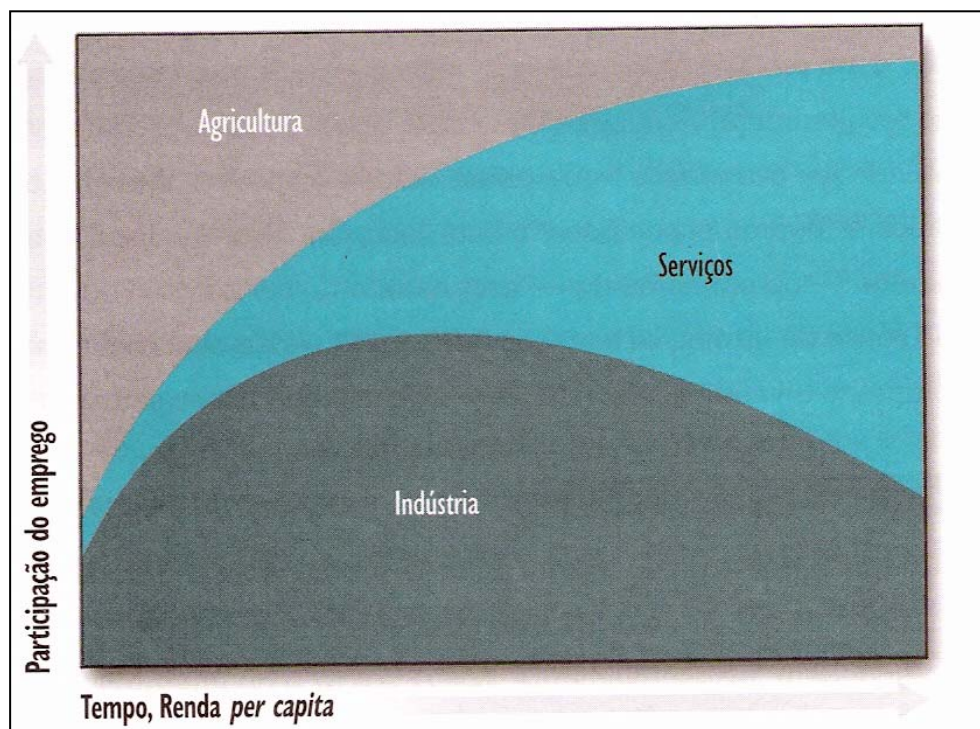 Agricultura
Serviços
Indústria
Participação do emprego
Tempo, Renda per capita